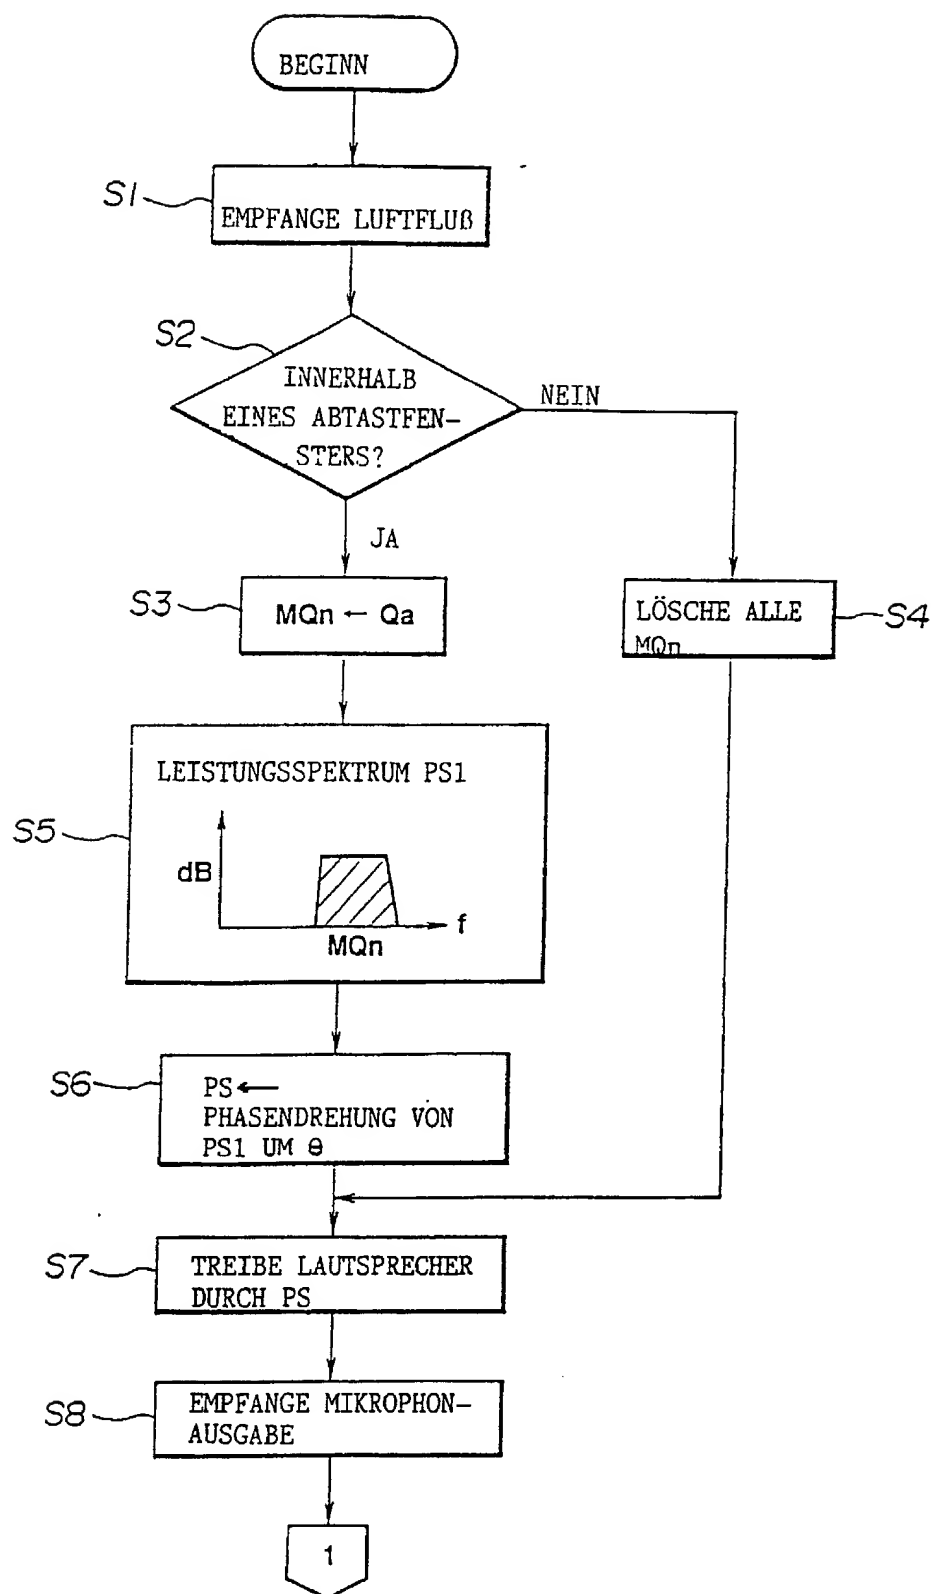 BEGINN
S1
EMPFANGE LUFTFLUß
S2
INNERHALB
EINES ABTASTFEN-
STERS?
NEIN
JA
S3
MQn ← Qa
LÖSCHE ALLE
MQn
S4
LEISTUNGSSPEKTRUM PS1
S5
dB
f
MQn
S6
PS ←
PHASENDREHUNG VON
PS1 UM θ
S7
TREIBE LAUTSPRECHER
DURCH PS
S8
EMPFANGE MIKROPHON-
AUSGABE
1